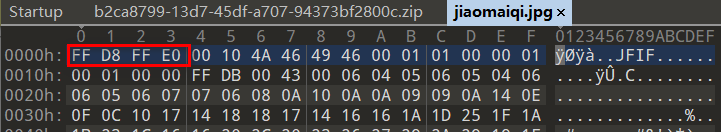 Startup b2ca8799-13d7-45df-a707-94373bf2800c.zip jiaomaiqi.jpg ×
0 1 2 3 4 5 6 7 8 9 A B C D E F 0123456789ABCDEF
0000h: FF D8 FF E0 00 10 4A 46 49 46 00 01 01 00 00 01 ÿØÿà..JFIF......
0010h: 00 01 00 00 FF DB 00 43 00 06 04 05 06 05 04 06 ....ÿÛ.C........
0020h: 06 05 06 07 07 06 08 0A 10 0A 0A 09 09 0A 14 0E ................
0030h: 0F 0C 10 17 14 18 18 17 14 16 16 1A 1D 25 1F 1A .............%..